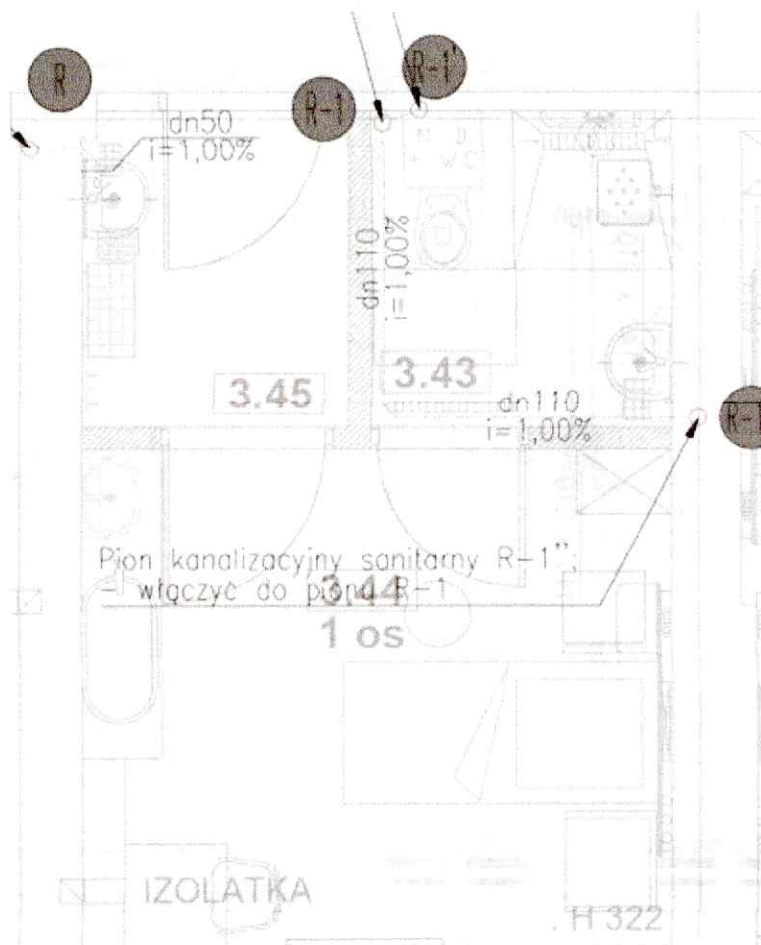 R
R-1
R-1'
dn50
i=1,00%
N D
+ WC
dn110
i=1,00%
3.45
3.43
dn110
i=1,00%
R-1
Pion kanalizacyjny sanitarny R-1",
- włączyć do pionu R-1
3.44
1 os
IZOLATKA
H 322